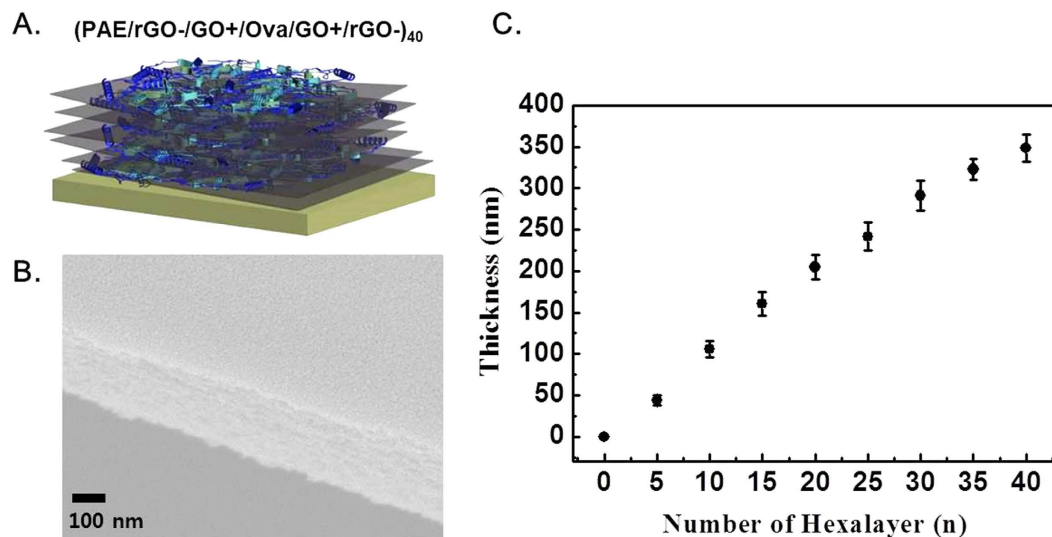 A.
(PAE/rGO-/GO+/Ova/GO+/rGO-)40
B.
100 nm
C.
Thickness (nm)
400
350
300
250
200
150
100
50
0
0 5 10 15 20 25 30 35 40
Number of Hexalayer (n)